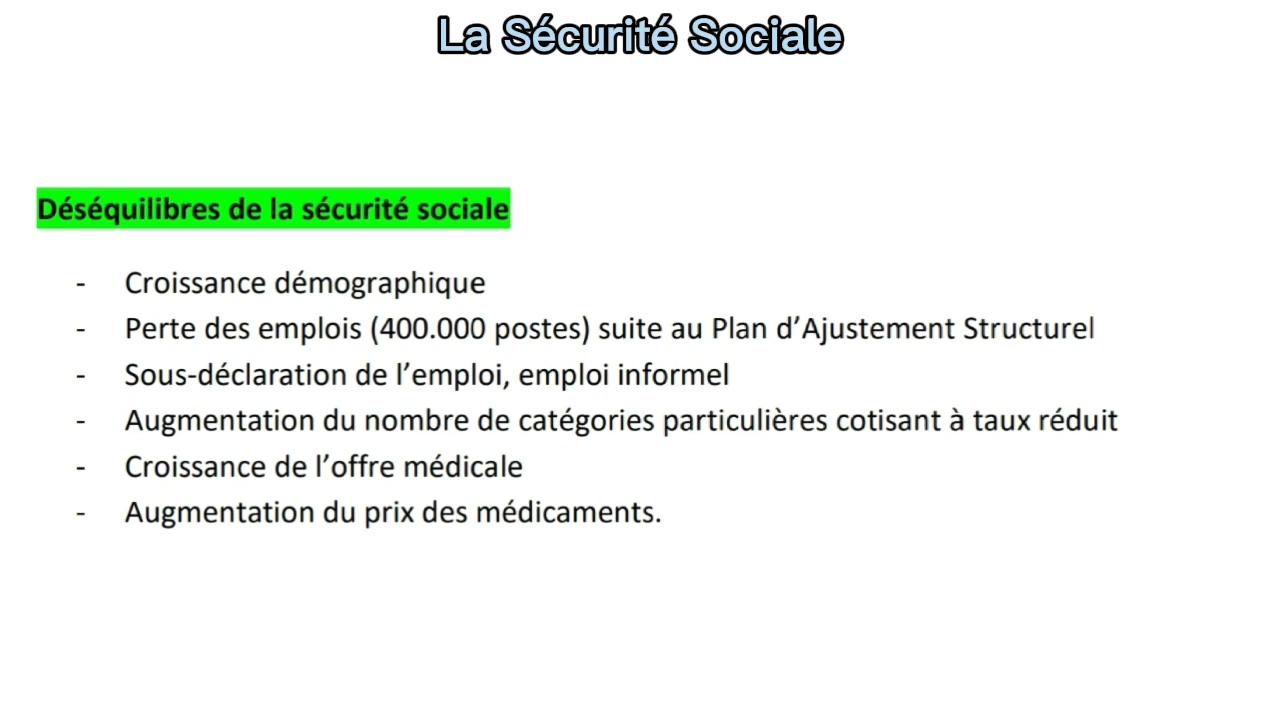 La Sécurité Sociale
Déséquilibres de la sécurité sociale
- Croissance démographique
- Perte des emplois (400.000 postes) suite au Plan d’Ajustement Structurel
- Sous-déclaration de l’emploi, emploi informel
- Augmentation du nombre de catégories particulières cotisant à taux réduit
- Croissance de l’offre médicale
- Augmentation du prix des médicaments.